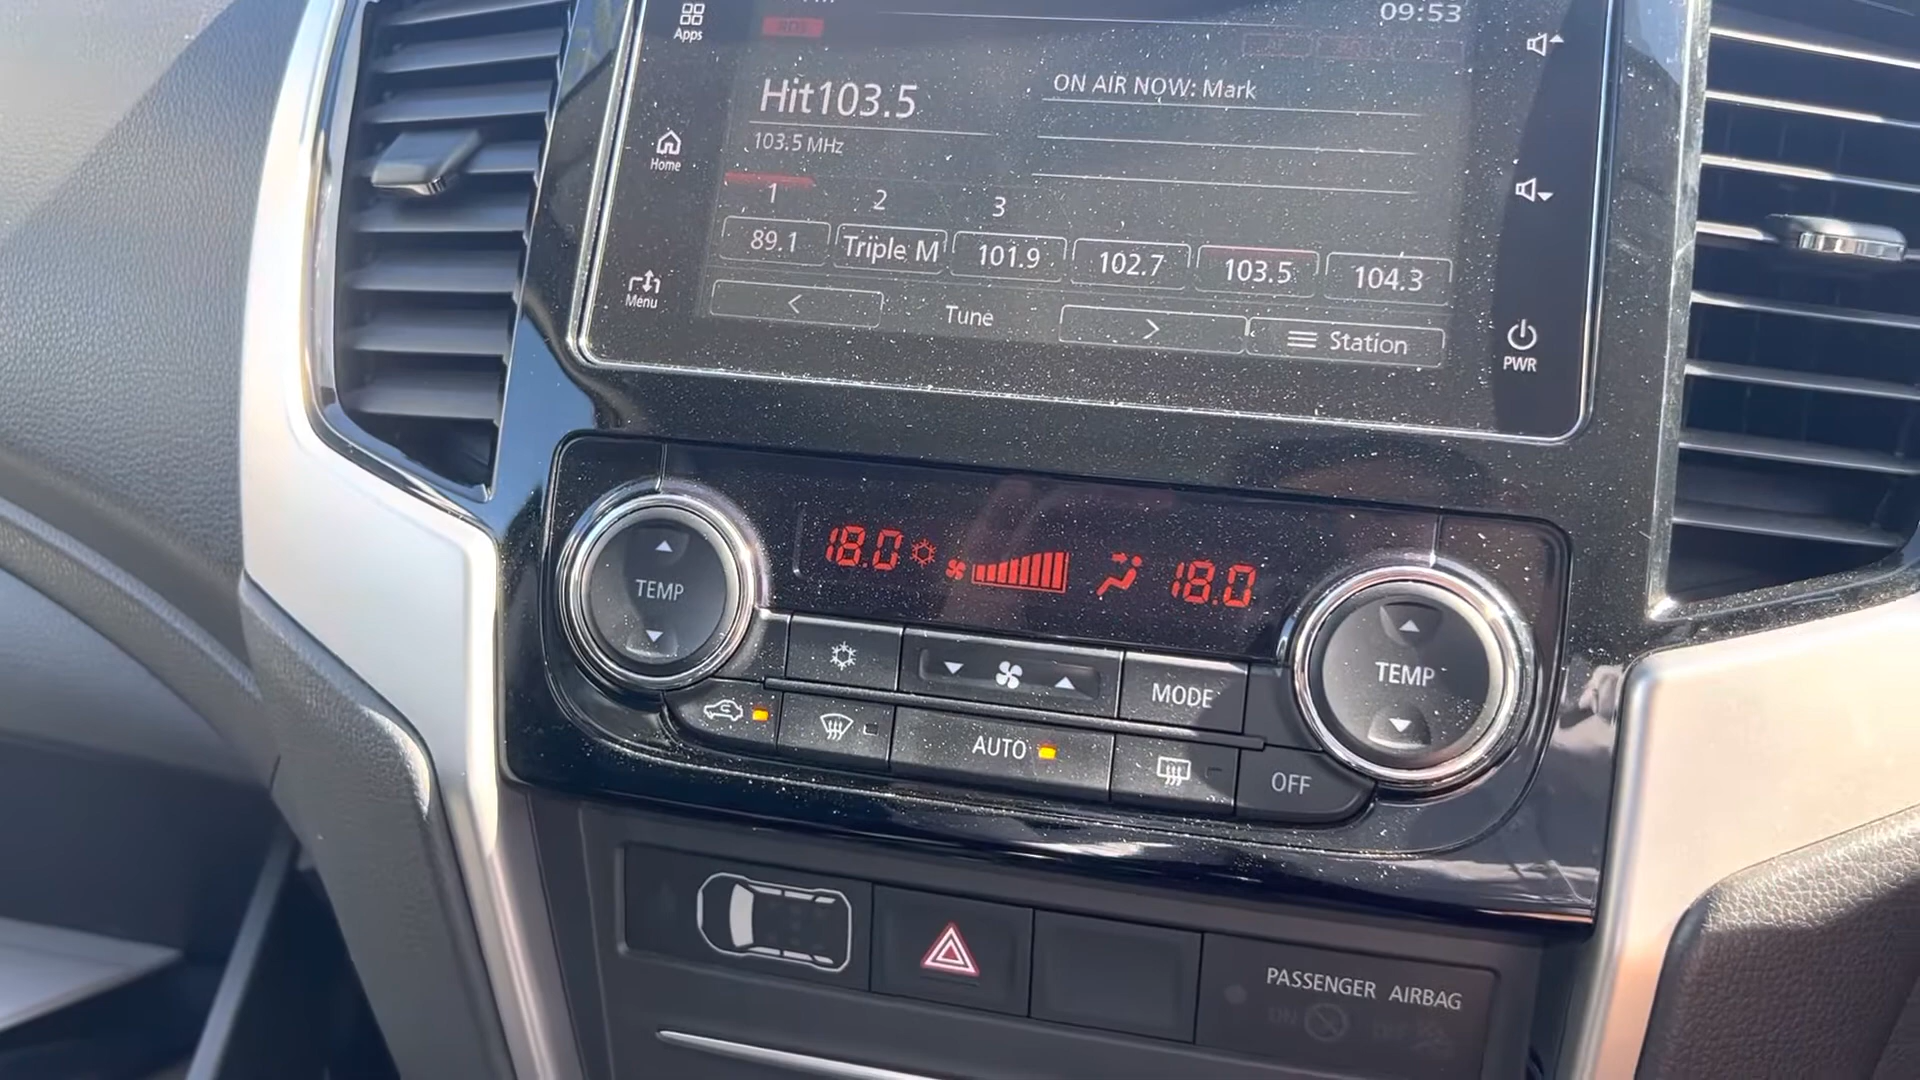 09:53
Apps
RDS
Hit103.5
ON AIR NOW: Mark
103.5 MHz
Home
1 2 3
89.1 Triple M 101.9 102.7 103.5 104.3
Menu
Tune
Station
PWR
18.0 18.0
TEMP
TEMP
MODE
AUTO
OFF
PASSENGER AIRBAG